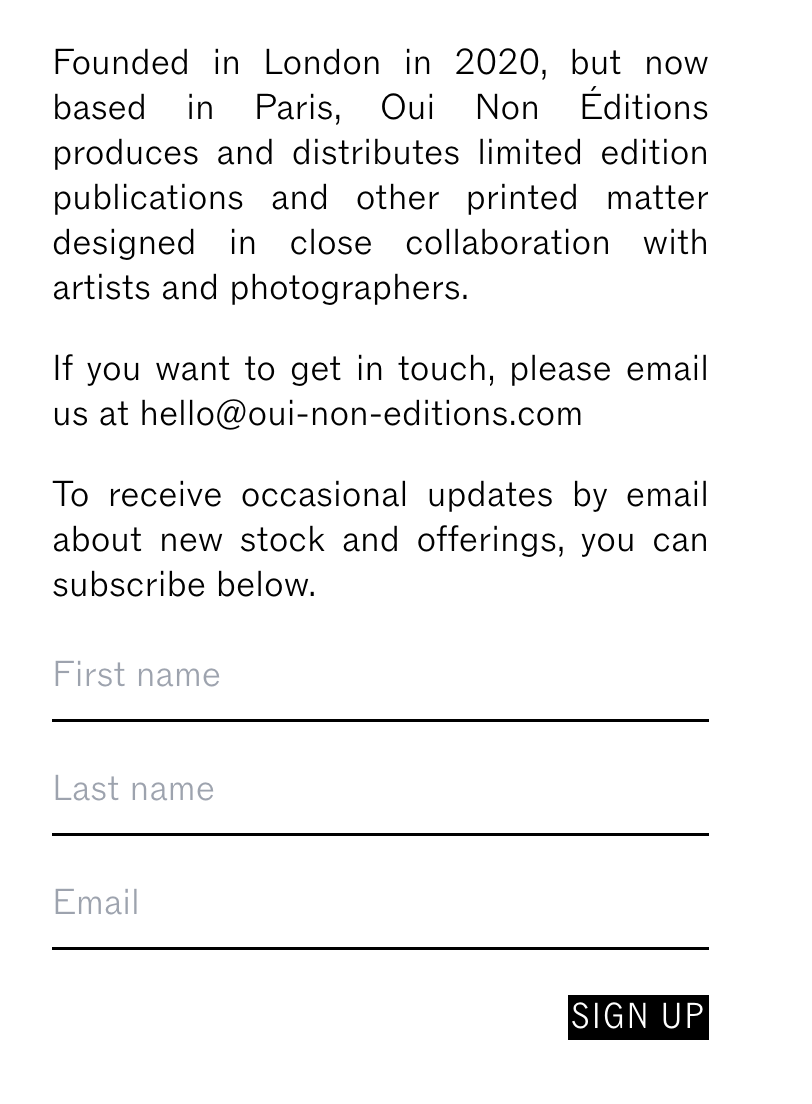 Founded in London in 2020, but now
based in Paris, Oui Non Éditions
produces and distributes limited edition
publications and other printed matter
designed in close collaboration with
artists and photographers.
If you want to get in touch, please email
us at hello@oui-non-editions.com
To receive occasional updates by email
about new stock and offerings, you can
subscribe below.
First name
Last name
Email
SIGN UP